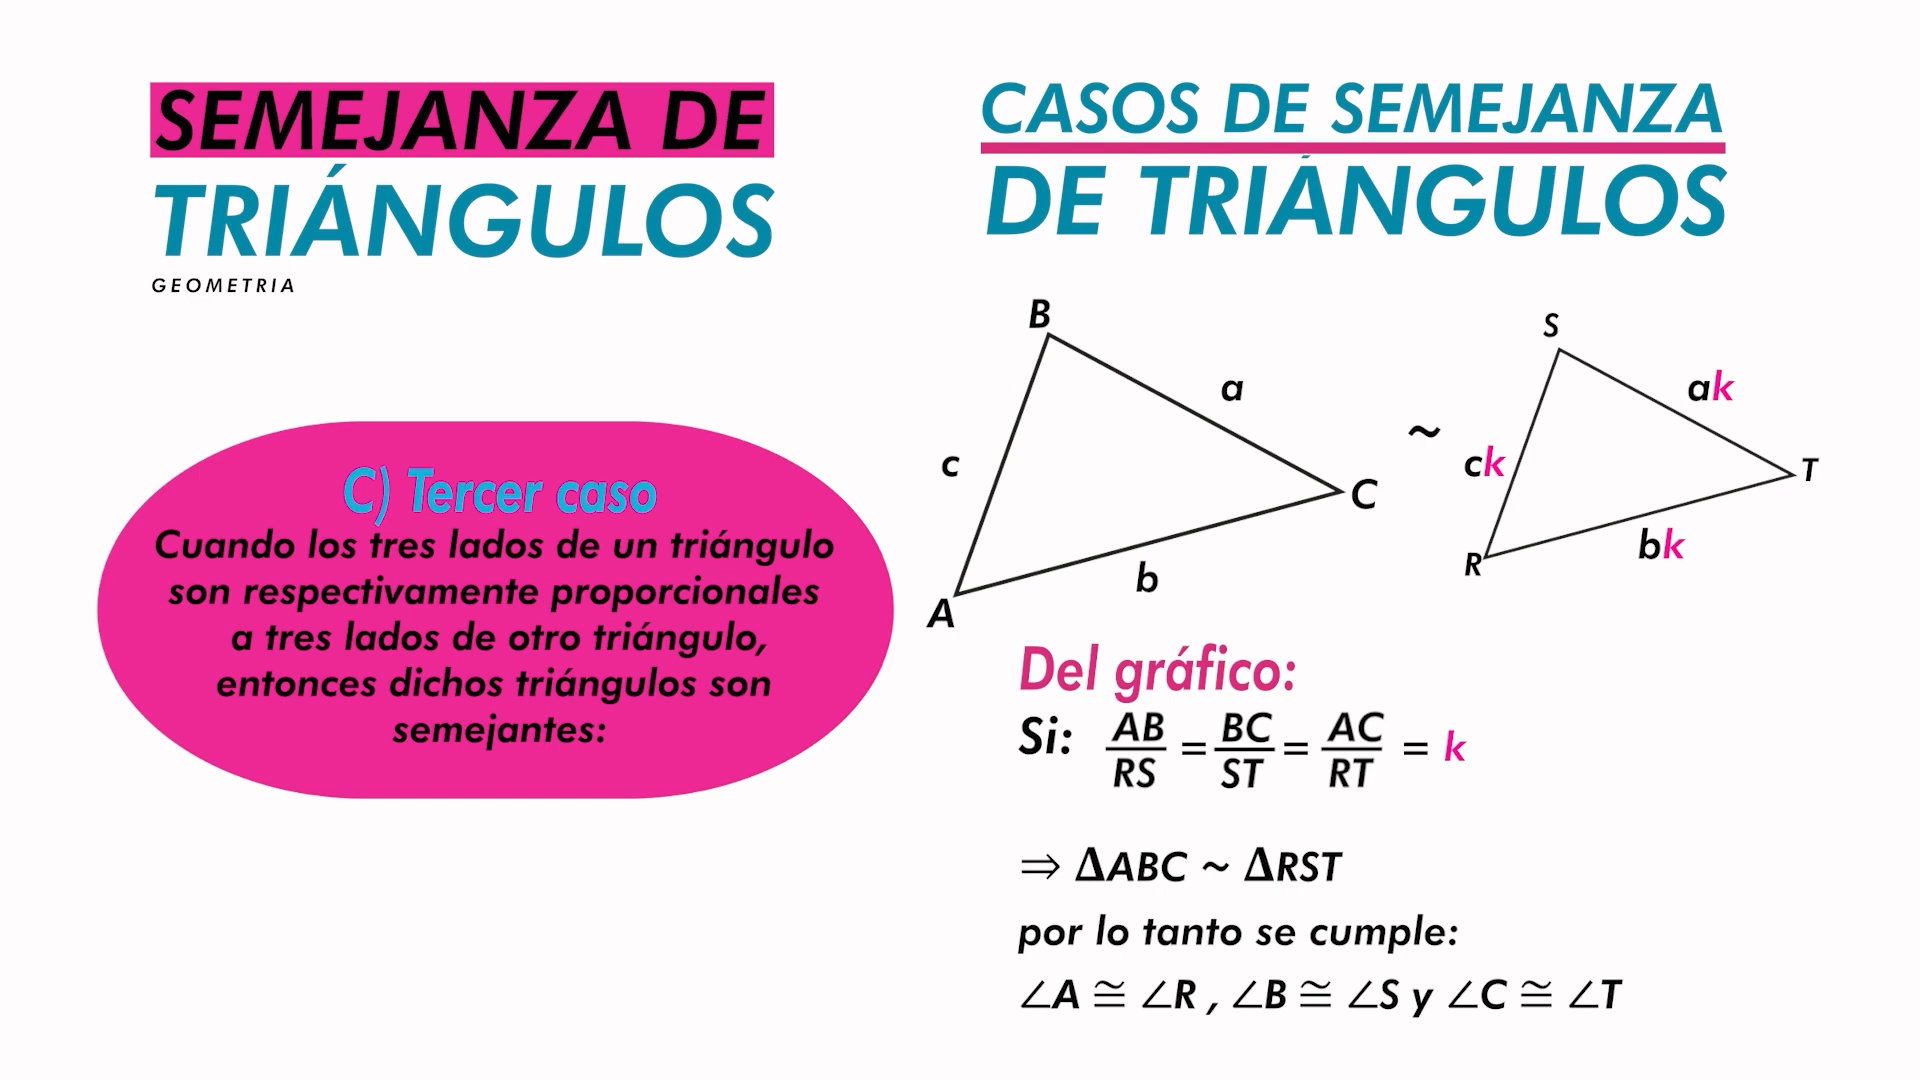 SEMEJANZA DE
TRIÁNGULOS
GEOMETRIA
C) Tercer caso
Cuando los tres lados de un triángulo
son respectivamente proporcionales
a tres lados de otro triángulo,
entonces dichos triángulos son
semejantes:
CASOS DE SEMEJANZA
DE TRIÁNGULOS
B
a
c
C
b
A
~
S
ak
ck
T
bk
R
Del gráfico:
Si: AB/RS = BC/ST = AC/RT = k
⇒ ΔABC ~ ΔRST
por lo tanto se cumple:
∠A ≅ ∠R , ∠B ≅ ∠S y ∠C ≅ ∠T